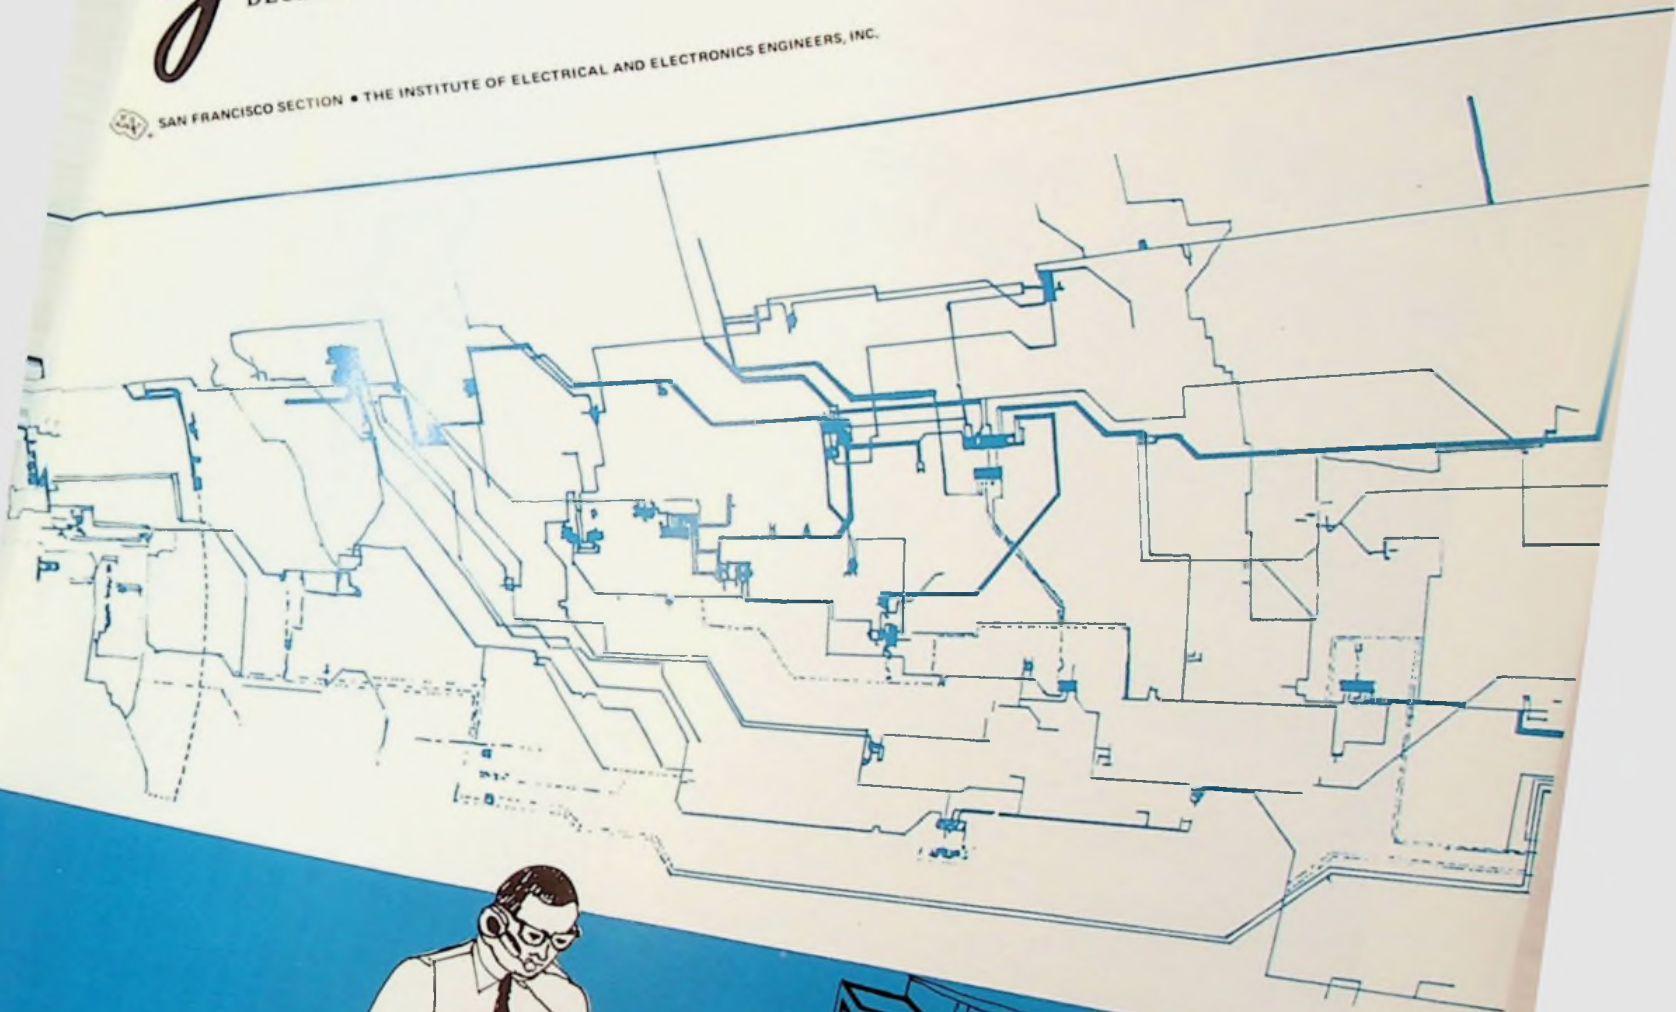 SAN FRANCISCO SECTION • THE INSTITUTE OF ELECTRICAL AND ELECTRONICS ENGINEERS, INC.